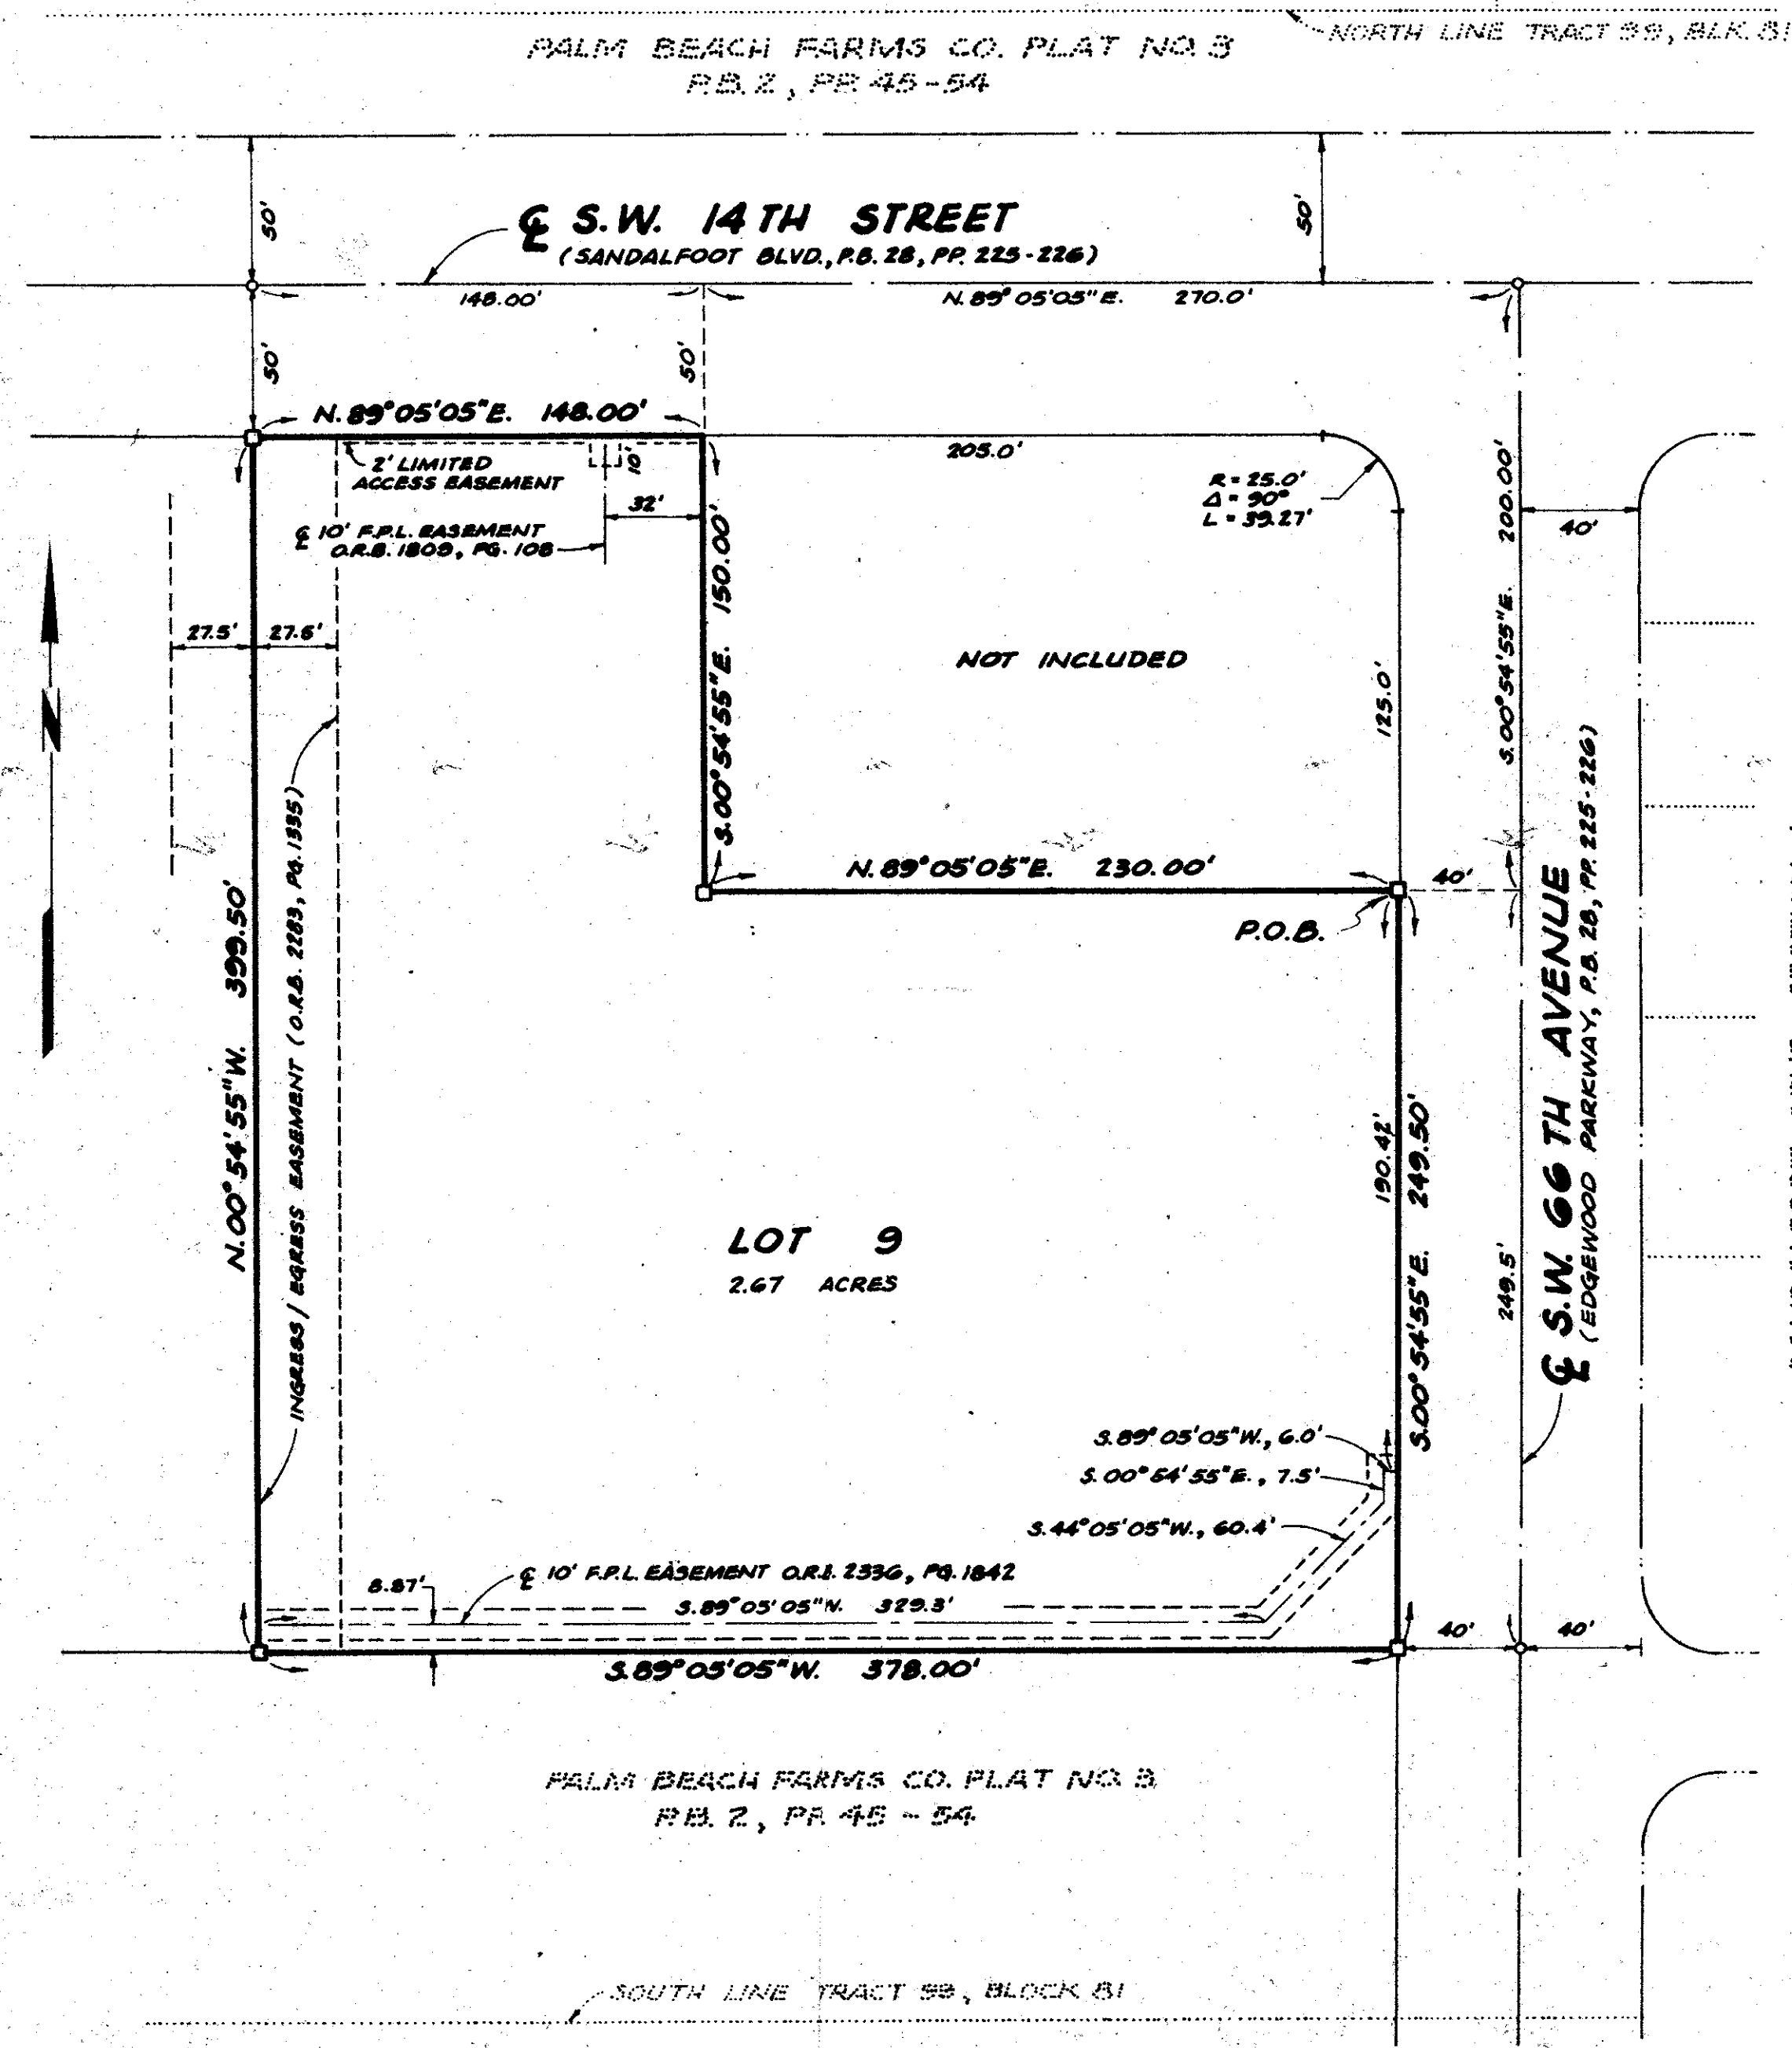 NORTH LINE TRACT 99, BLK. 81
PALM BEACH FARMS CO. PLAT NO. 3
P.B. 2, PP. 45-54
50'
50'
℄ S.W. 14TH STREET
(SANDALFOOT BLVD., P.B. 28, PP. 225-226)
148.00'
N. 89° 05' 05" E. 270.0'
50'
50'
N. 89° 05' 05" E. 148.00'
205.0'
2' LIMITED
ACCESS EASEMENT
10'
32'
℄ 10' F.P.L. EASEMENT
O.R.B. 1809, PG. 108
R = 25.0'
Δ = 90°
L = 39.27'
S. 00° 54' 55" E. 200.00'
40'
S. 00° 54' 55" E. 150.00'
27.5'
27.5'
NOT INCLUDED
125.0'
N. 89° 05' 05" E. 230.00'
40'
P.O.B.
N. 00° 54' 55" W. 399.50'
INGRESS / EGRESS EASEMENT (O.R.B. 2283, PG. 1335)
N
190.42'
S. 00° 54' 55" E. 249.50'
249.5'
℄ S.W. 66TH AVENUE
(EDGEWOOD PARKWAY, P.B. 28, PP. 225-226)
LOT 9
2.67 ACRES
S. 89° 05' 05" W., 6.0'
S. 00° 54' 55" E., 7.5'
S. 44° 05' 05" W., 60.4'
8.87'
℄ 10' F.P.L. EASEMENT O.R.B. 2336, PG. 1842
S. 89° 05' 05" W. 329.3'
40'
40'
S. 89° 05' 05" W. 378.00'
PALM BEACH FARMS CO. PLAT NO. 3
P.B. 2, PP. 45 - 54
SOUTH LINE TRACT 99, BLOCK 81